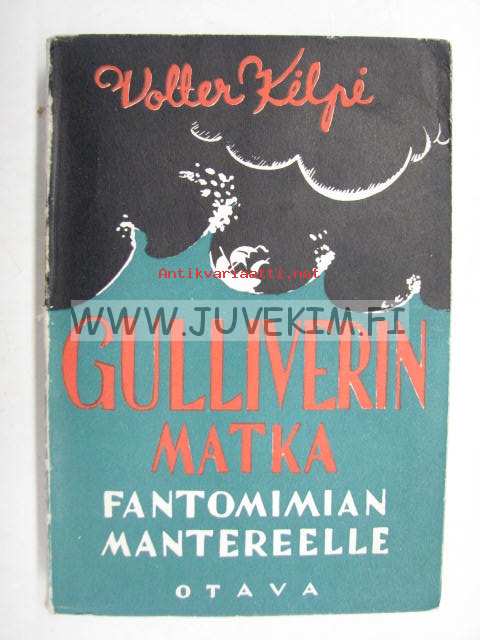 Volter Kilpi
Antikvariaatti.net
WWW.JUVEKIM.FI
GULLIVERIN
MATKA
FANTOMIMIAN
MANTEREELLE
OTAVA